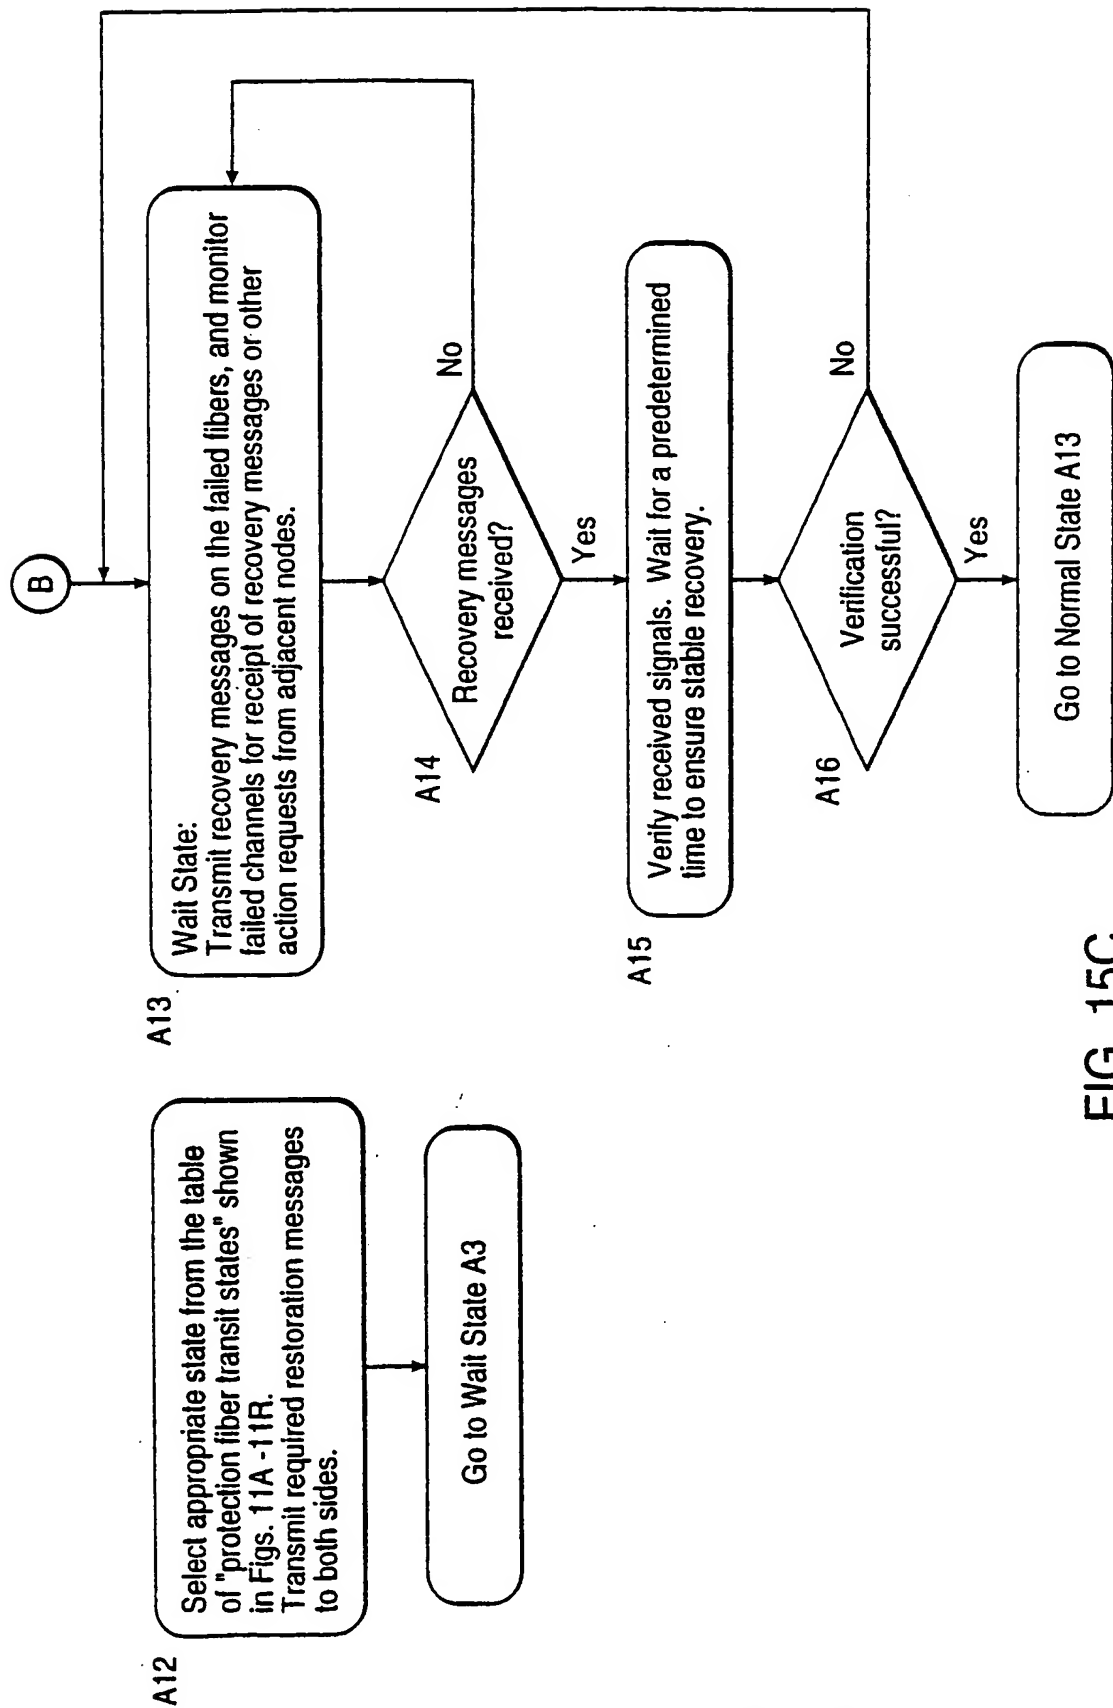 A12
Select appropriate state from the table
of "protection fiber transit states" shown
in Figs. 11A -11R.
Transmit required restoration messages
to both sides.
Go to Wait State A3
B
A13
Wait State:
Transmit recovery messages on the failed fibers, and monitor
failed channels for receipt of recovery messages or other
action requests from adjacent nodes.
A14
Recovery messages
received?
No
Yes
A15
Verify received signals. Wait for a predetermined
time to ensure stable recovery.
A16
Verification
successful?
No
Yes
Go to Normal State A13
FIG. 15C